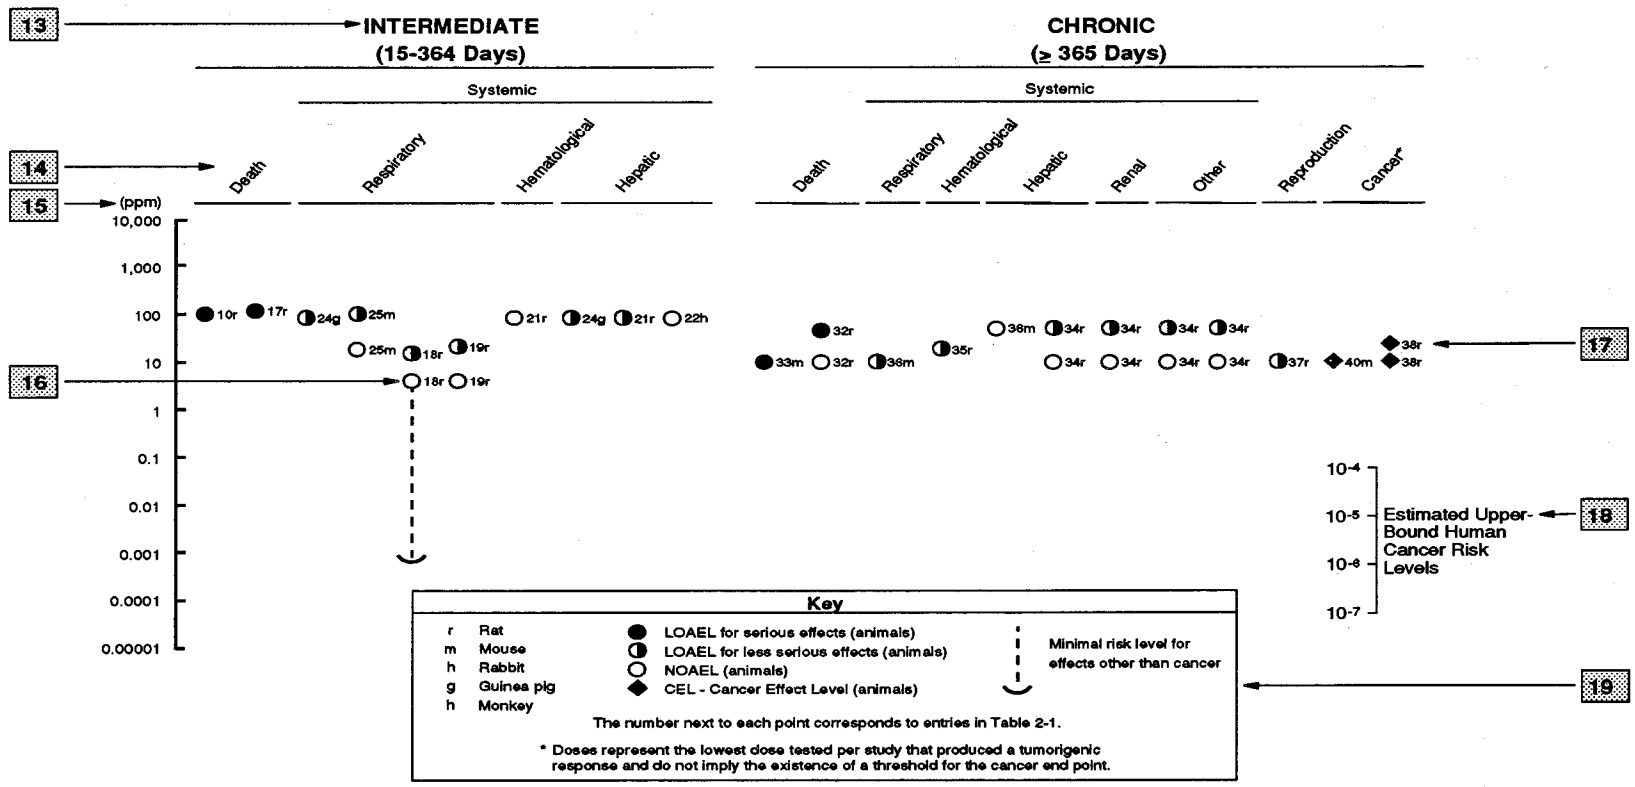 13
INTERMEDIATE
(15-364 Days)
CHRONIC
(≥ 365 Days)
Systemic
Systemic
14
Death
Respiratory
Hematological
Hepatic
Death
Respiratory
Hematological
Hepatic
Renal
Other
Reproduction
Cancer*
15
(ppm)
10,000
1,000
100
10
1
0.1
0.01
0.001
0.0001
0.00001
10r
17r
24g
25m
21r
24g
21r
22h
25m
18r
19r
16
18r
19r
32r
36m
34r
34r
34r
34r
33m
32r
36m
35r
34r
34r
34r
34r
37r
40m
38r
38r
17
10-4
10-5
10-6
10-7
Estimated Upper-
Bound Human
Cancer Risk
Levels
18
Key
r Rat
m Mouse
h Rabbit
g Guinea pig
h Monkey
LOAEL for serious effects (animals)
LOAEL for less serious effects (animals)
NOAEL (animals)
CEL - Cancer Effect Level (animals)
Minimal risk level for
effects other than cancer
19
The number next to each point corresponds to entries in Table 2-1.
* Doses represent the lowest dose tested per study that produced a tumorigenic
response and do not imply the existence of a threshold for the cancer end point.